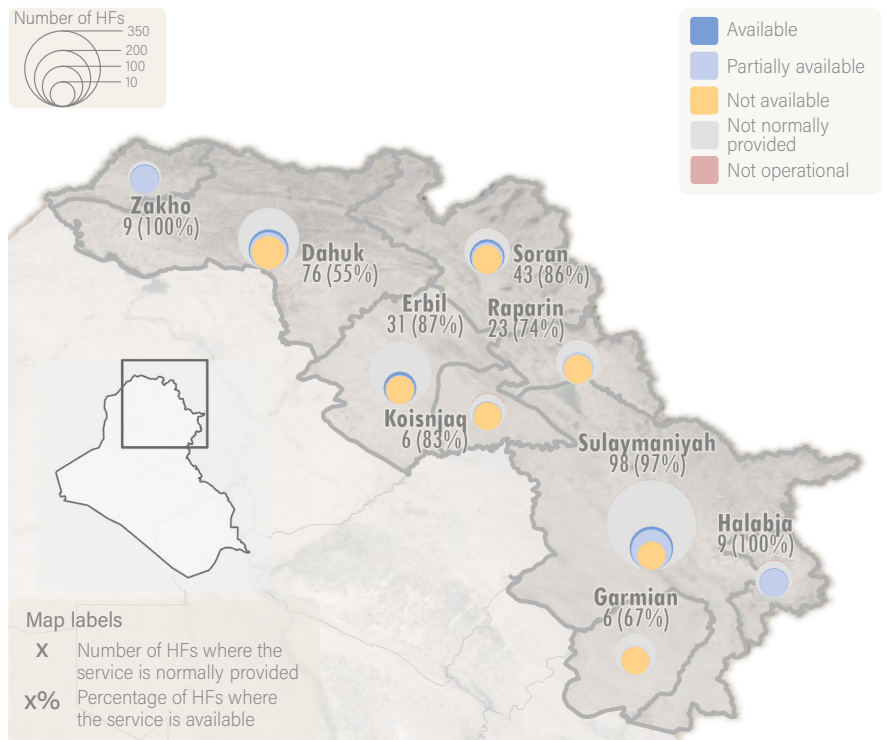 Number of HFs
350
200
100
10
Available
Partially available
Not available
Not normally
provided
Not operational
Zakho
9 (100%)
Dahuk
76 (55%)
Soran
43 (86%)
Erbil
31 (87%)
Raparin
23 (74%)
Koisnjaq
6 (83%)
Sulaymaniyah
98 (97%)
Halabja
9 (100%)
Garmian
6 (67%)
Map labels
X Number of HFs where the
service is normally provided
x% Percentage of HFs where
the service is available